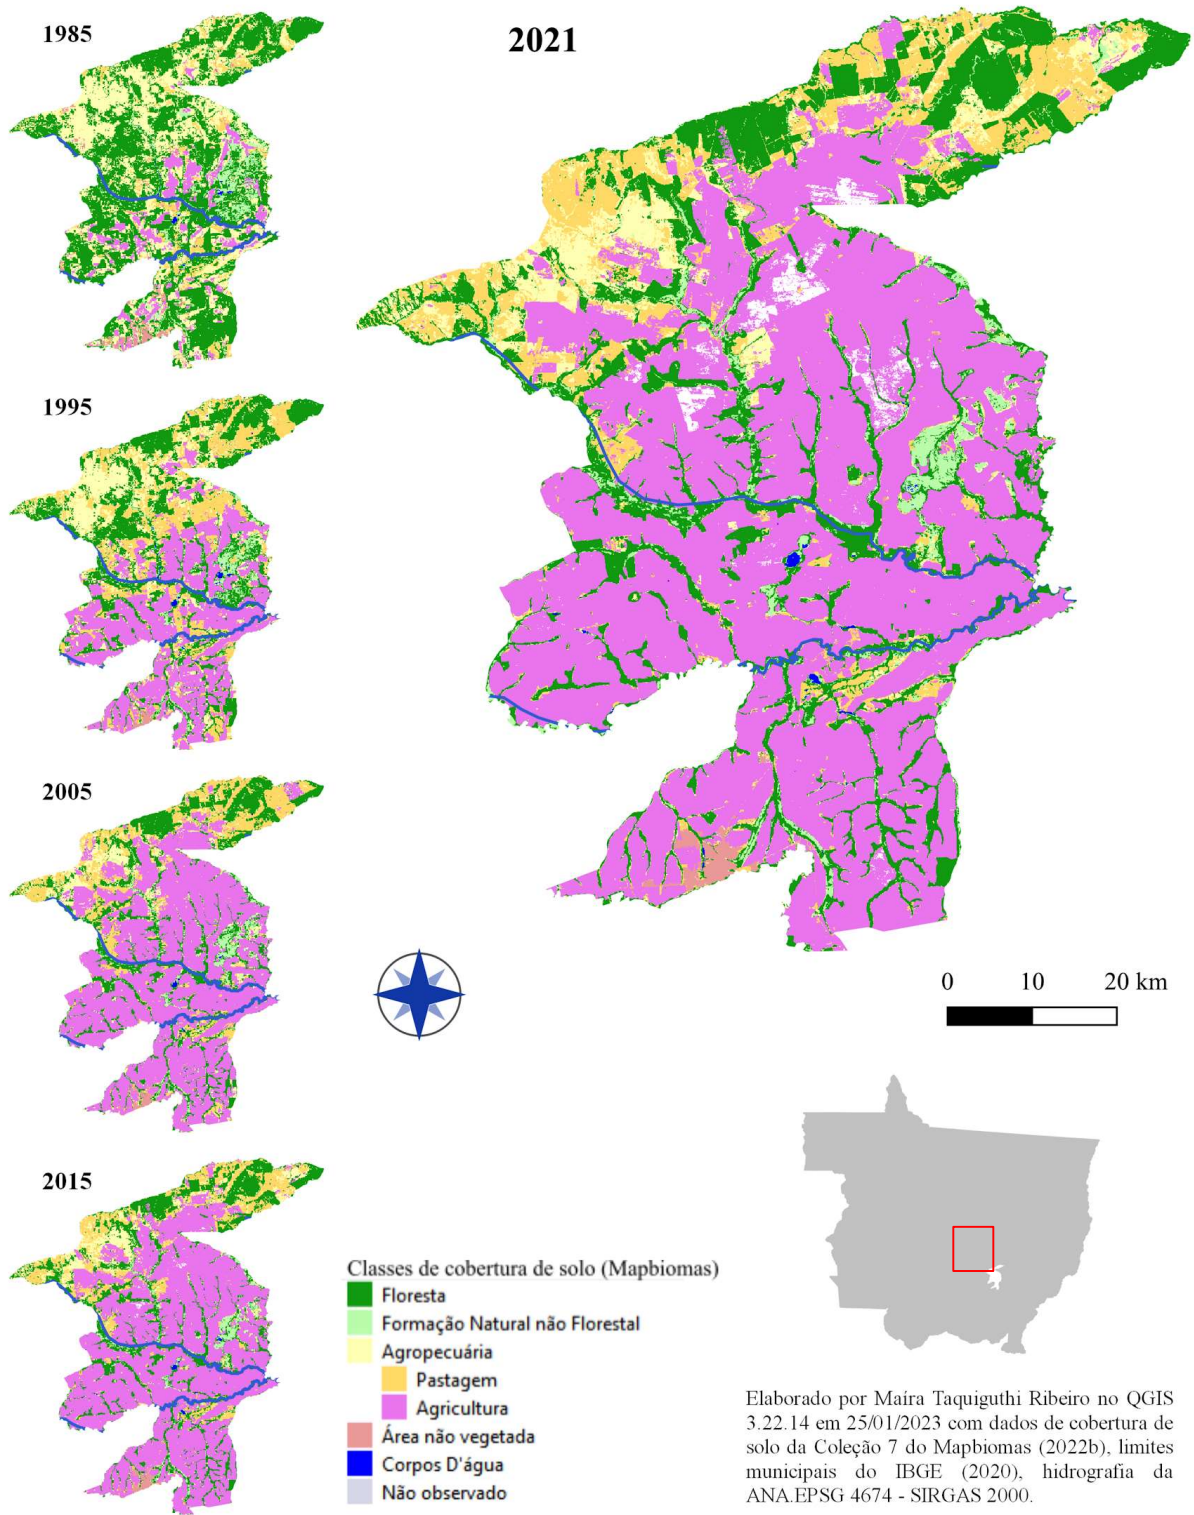 1985
2021
1995
2005
2015
0 10 20 km
Classes de cobertura de solo (Mapbiomas)
Floresta
Formação Natural não Florestal
Agropecuária
Pastagem
Agricultura
Área não vegetada
Corpos D'água
Não observado
Elaborado por Maíra Taquiguthi Ribeiro no QGIS
3.22.14 em 25/01/2023 com dados de cobertura de
solo da Coleção 7 do Mapbiomas (2022b), limites
municipais do IBGE (2020), hidrografia da
ANA.EPSG 4674 - SIRGAS 2000.